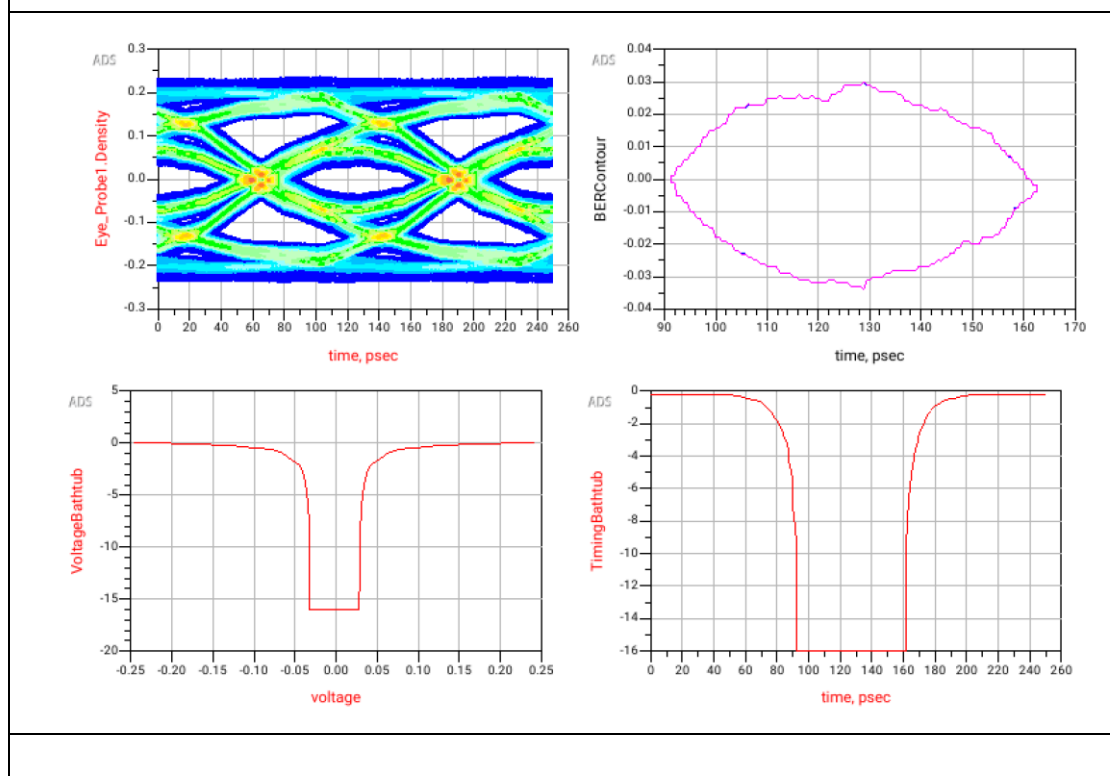 ADS
Eye_Probe1.Density
0.3
0.2
0.1
0.0
-0.1
-0.2
-0.3
0 20 40 60 80 100 120 140 160 180 200 220 240 260
time, psec
ADS
BERContour
0.04
0.03
0.02
0.01
0.00
-0.01
-0.02
-0.03
-0.04
90 100 110 120 130 140 150 160 170
time, psec
ADS
VoltageBathtub
5
0
-5
-10
-15
-20
-0.25 -0.20 -0.15 -0.10 -0.05 0.00 0.05 0.10 0.15 0.20 0.25
voltage
ADS
TimingBathtub
0
-2
-4
-6
-8
-10
-12
-14
-16
0 20 40 60 80 100 120 140 160 180 200 220 240 260
time, psec